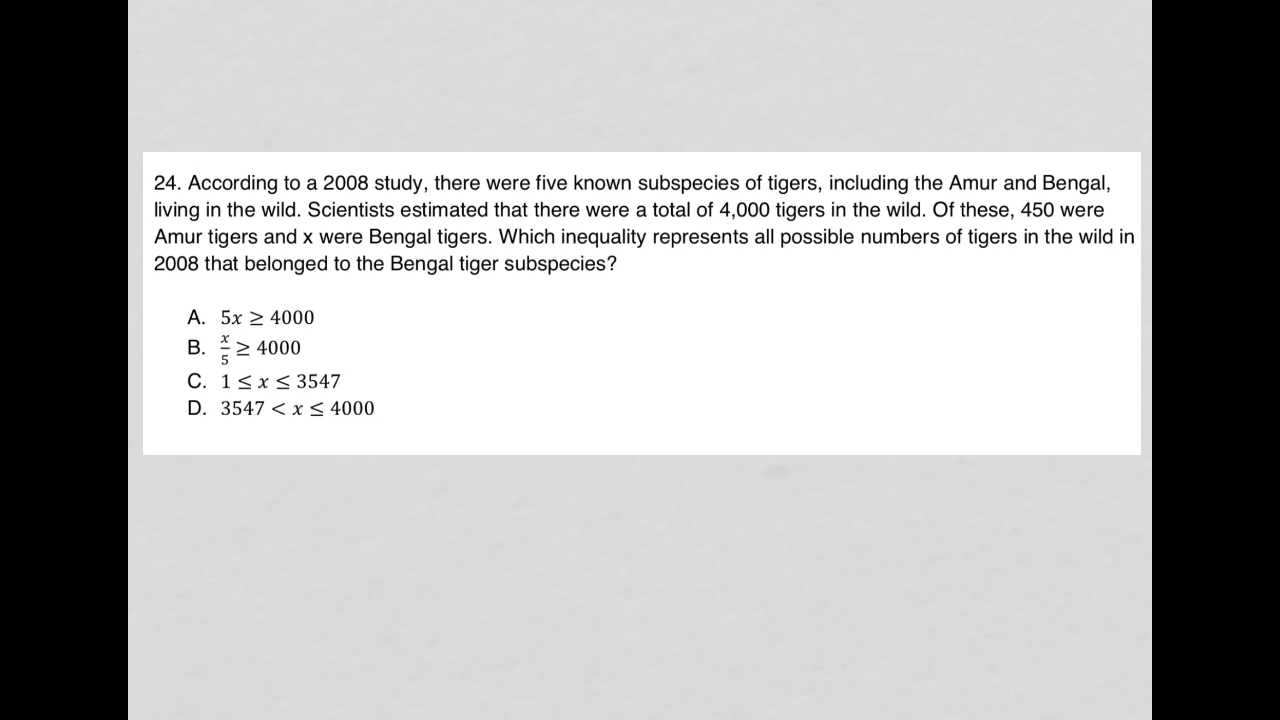 24. According to a 2008 study, there were five known subspecies of tigers, including the Amur and Bengal,
living in the wild. Scientists estimated that there were a total of 4,000 tigers in the wild. Of these, 450 were
Amur tigers and x were Bengal tigers. Which inequality represents all possible numbers of tigers in the wild in
2008 that belonged to the Bengal tiger subspecies?
A. 5x ≥ 4000
B. x/5 ≥ 4000
C. 1 ≤ x ≤ 3547
D. 3547 < x ≤ 4000